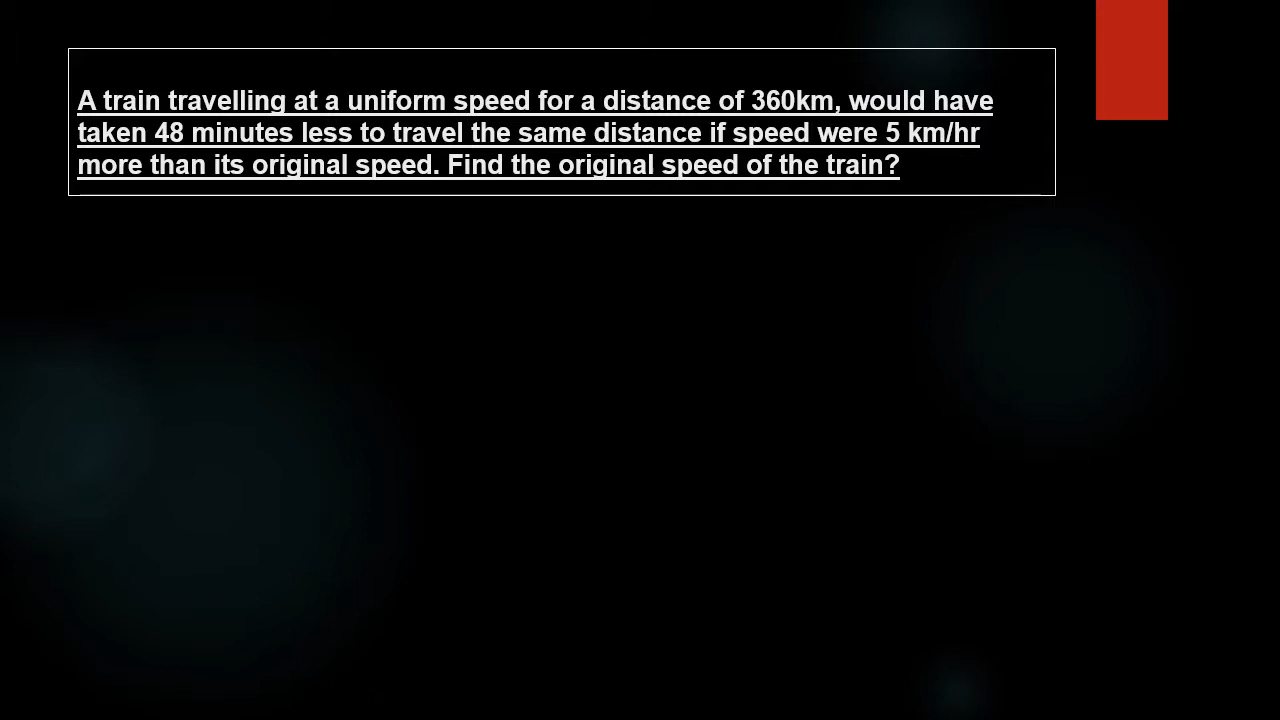 A train travelling at a uniform speed for a distance of 360km, would have
taken 48 minutes less to travel the same distance if speed were 5 km/hr
more than its original speed. Find the original speed of the train?